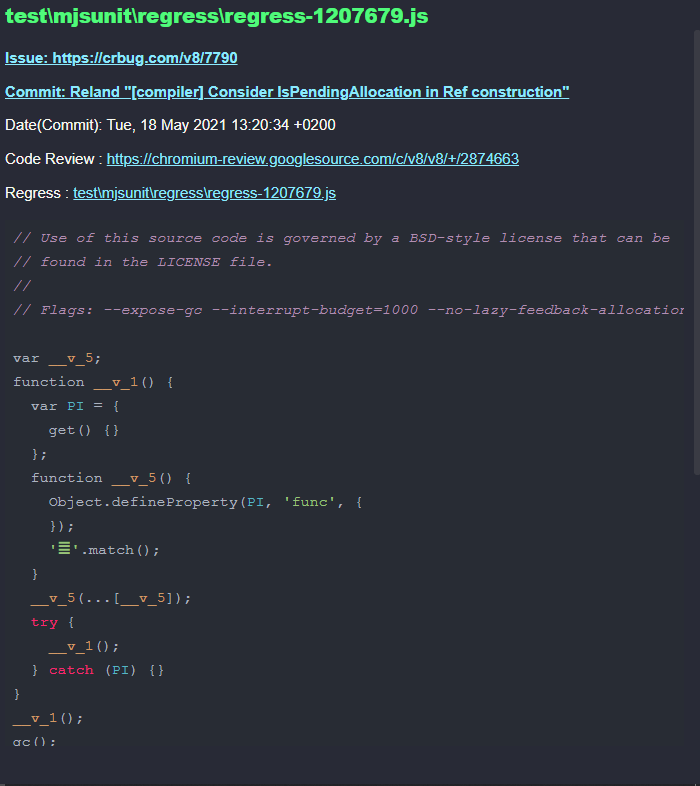 test\mjsunit\regress\regress-1207679.js
Issue: https://crbug.com/v8/7790
Commit: Reland "[compiler] Consider IsPendingAllocation in Ref construction"
Date(Commit): Tue, 18 May 2021 13:20:34 +0200
Code Review : https://chromium-review.googlesource.com/c/v8/v8/+/2874663
Regress : test\mjsunit\regress\regress-1207679.js
// Use of this source code is governed by a BSD-style license that can be
// found in the LICENSE file.
//
// Flags: --expose-gc --interrupt-budget=1000 --no-lazy-feedback-allocation
var __v_5;
function __v_1() {
var PI = {
get() {}
};
function __v_5() {
Object.defineProperty(PI, 'func', {
});
'𝌆'.match();
}
__v_5(...[__v_5]);
try {
__v_1();
} catch (PI) {}
}
__v_1();
gc();